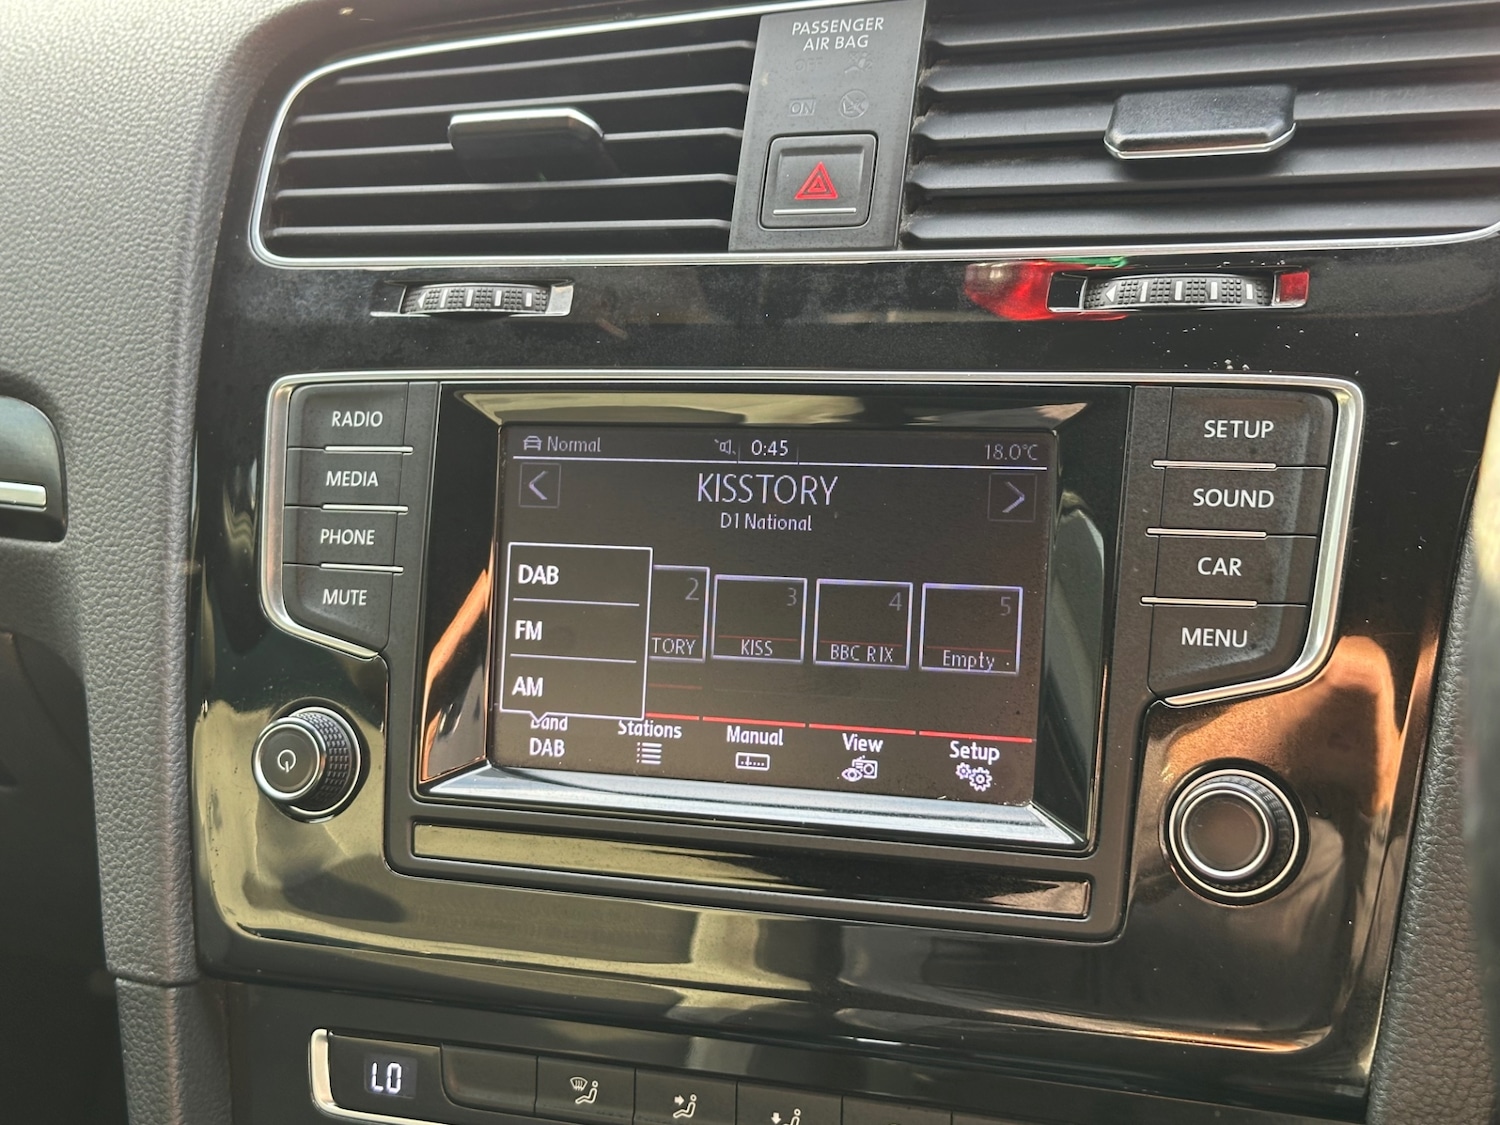 PASSENGER
AIR BAG
OFF
ON
RADIO
MEDIA
PHONE
MUTE
SETUP
SOUND
CAR
MENU
Normal
0:45
18.0°C
KISSTORY
D1 National
DAB
FM
AM
2
TORY
3
KISS
4
BBC R1X
5
Empty
Band
DAB
Stations
Manual
View
Setup
LO